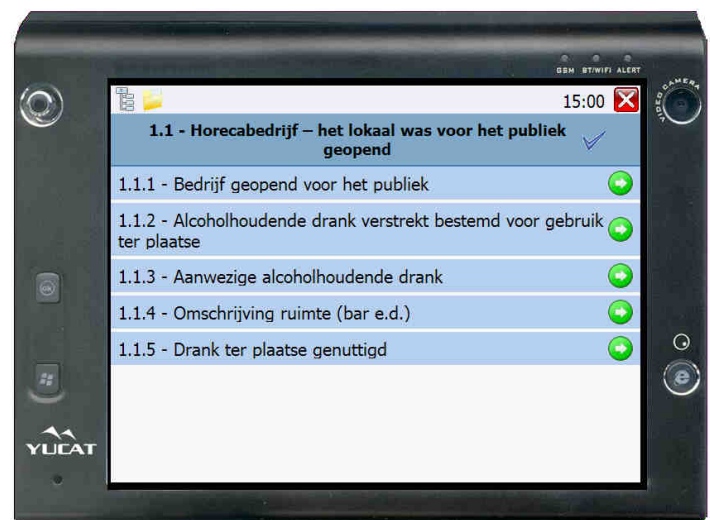 GSM BT/WIFI ALERT
VIDEO CAMERA
15:00
1.1 - Horecabedrijf – het lokaal was voor het publiek
geopend
1.1.1 - Bedrijf geopend voor het publiek
1.1.2 - Alcoholhoudende drank verstrekt bestemd voor gebruik
ter plaatse
1.1.3 - Aanwezige alcoholhoudende drank
1.1.4 - Omschrijving ruimte (bar e.d.)
1.1.5 - Drank ter plaatse genuttigd
YUCAT